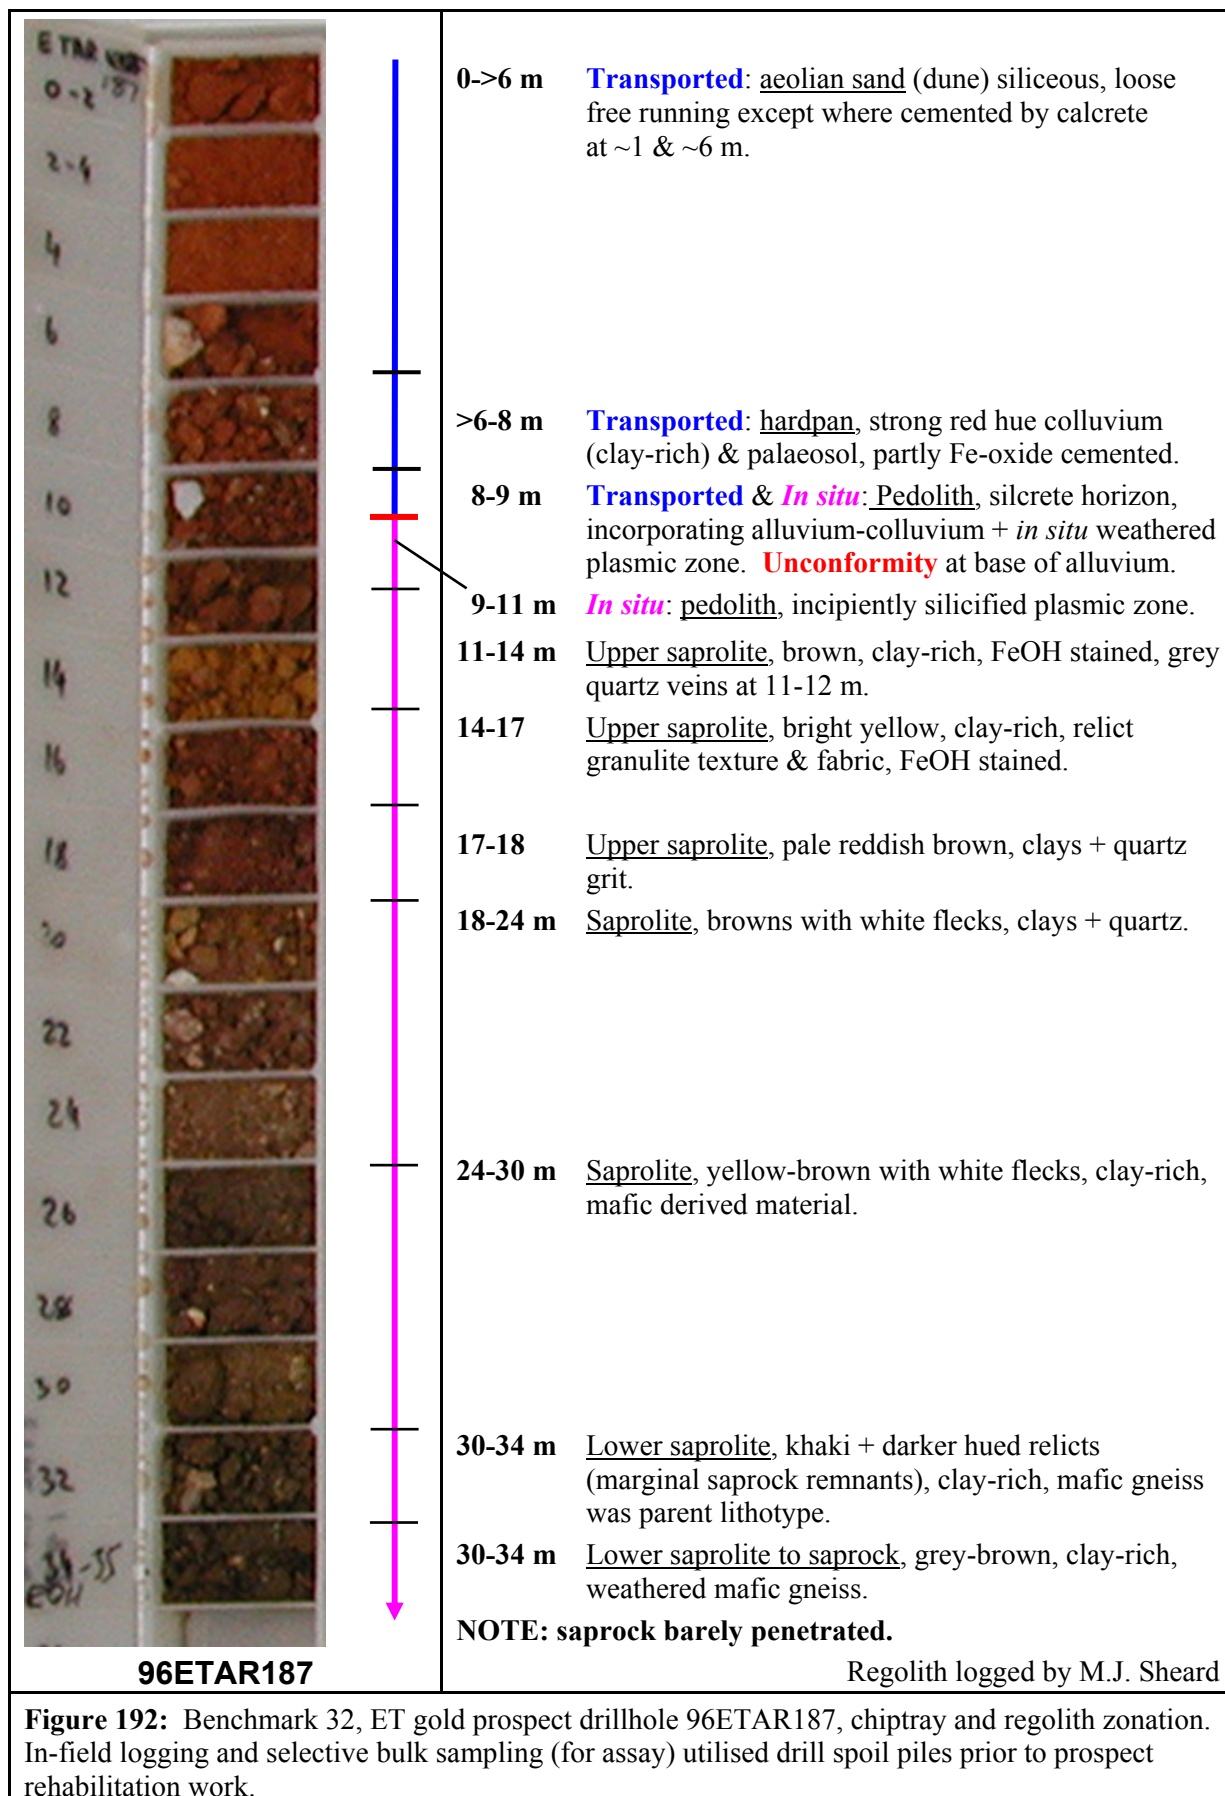 ETAR
187
0-2
2-4
4
6
8
10
12
14
16
18
20
22
24
26
28
30
32
34-35
EOH
0->6 m Transported: aeolian sand (dune) siliceous, loose
free running except where cemented by calcrete
at ~1 & ~6 m.
>6-8 m Transported: hardpan, strong red hue colluvium
(clay-rich) & palaeosol, partly Fe-oxide cemented.
8-9 m Transported & In situ: Pedolith, silcrete horizon,
incorporating alluvium-colluvium + in situ weathered
plasmic zone. Unconformity at base of alluvium.
9-11 m In situ: pedolith, incipiently silicified plasmic zone.
11-14 m Upper saprolite, brown, clay-rich, FeOH stained, grey
quartz veins at 11-12 m.
14-17 Upper saprolite, bright yellow, clay-rich, relict
granulite texture & fabric, FeOH stained.
17-18 Upper saprolite, pale reddish brown, clays + quartz
grit.
18-24 m Saprolite, browns with white flecks, clays + quartz.
24-30 m Saprolite, yellow-brown with white flecks, clay-rich,
mafic derived material.
30-34 m Lower saprolite, khaki + darker hued relicts
(marginal saprock remnants), clay-rich, mafic gneiss
was parent lithotype.
30-34 m Lower saprolite to saprock, grey-brown, clay-rich,
weathered mafic gneiss.
NOTE: saprock barely penetrated.
96ETAR187
Regolith logged by M.J. Sheard
Figure 192: Benchmark 32, ET gold prospect drillhole 96ETAR187, chiptray and regolith zonation.
In-field logging and selective bulk sampling (for assay) utilised drill spoil piles prior to prospect
rehabilitation work.